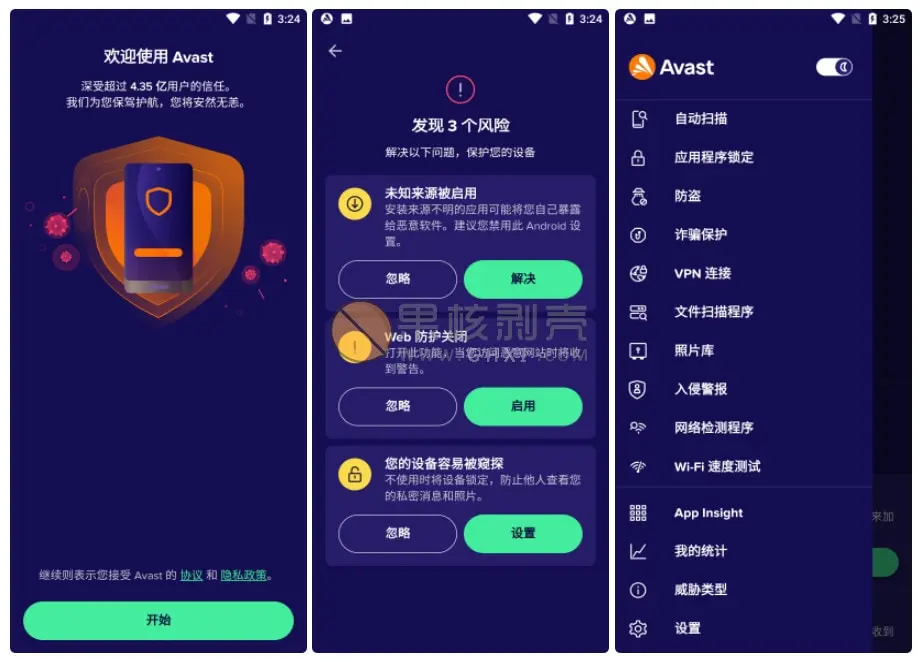 3:24
欢迎使用 Avast
深受超过 4.35 亿用户的信任。
我们为您保驾护航，您将安然无恙。
继续则表示您接受 Avast 的 协议 和 隐私政策。
开始
3:24
发现 3 个风险
解决以下问题，保护您的设备
未知来源被启用
安装来源不明的应用可能将您自己暴露
给恶意软件。建议您禁用此 Android 设
置。
忽略
解决
果核剥壳
WWW.GHXI.COM
Web 防护关闭
打开此功能，当您访问恶意网站时将收
到警告。
忽略
启用
您的设备容易被窥探
不使用时将设备锁定，防止他人查看您
的私密消息和照片。
忽略
设置
3:25
Avast
自动扫描
应用程序锁定
防盗
诈骗保护
VPN 连接
文件扫描程序
照片库
入侵警报
网络检测程序
Wi-Fi 速度测试
App Insight
来加
我的统计
威胁类型
设置
收到